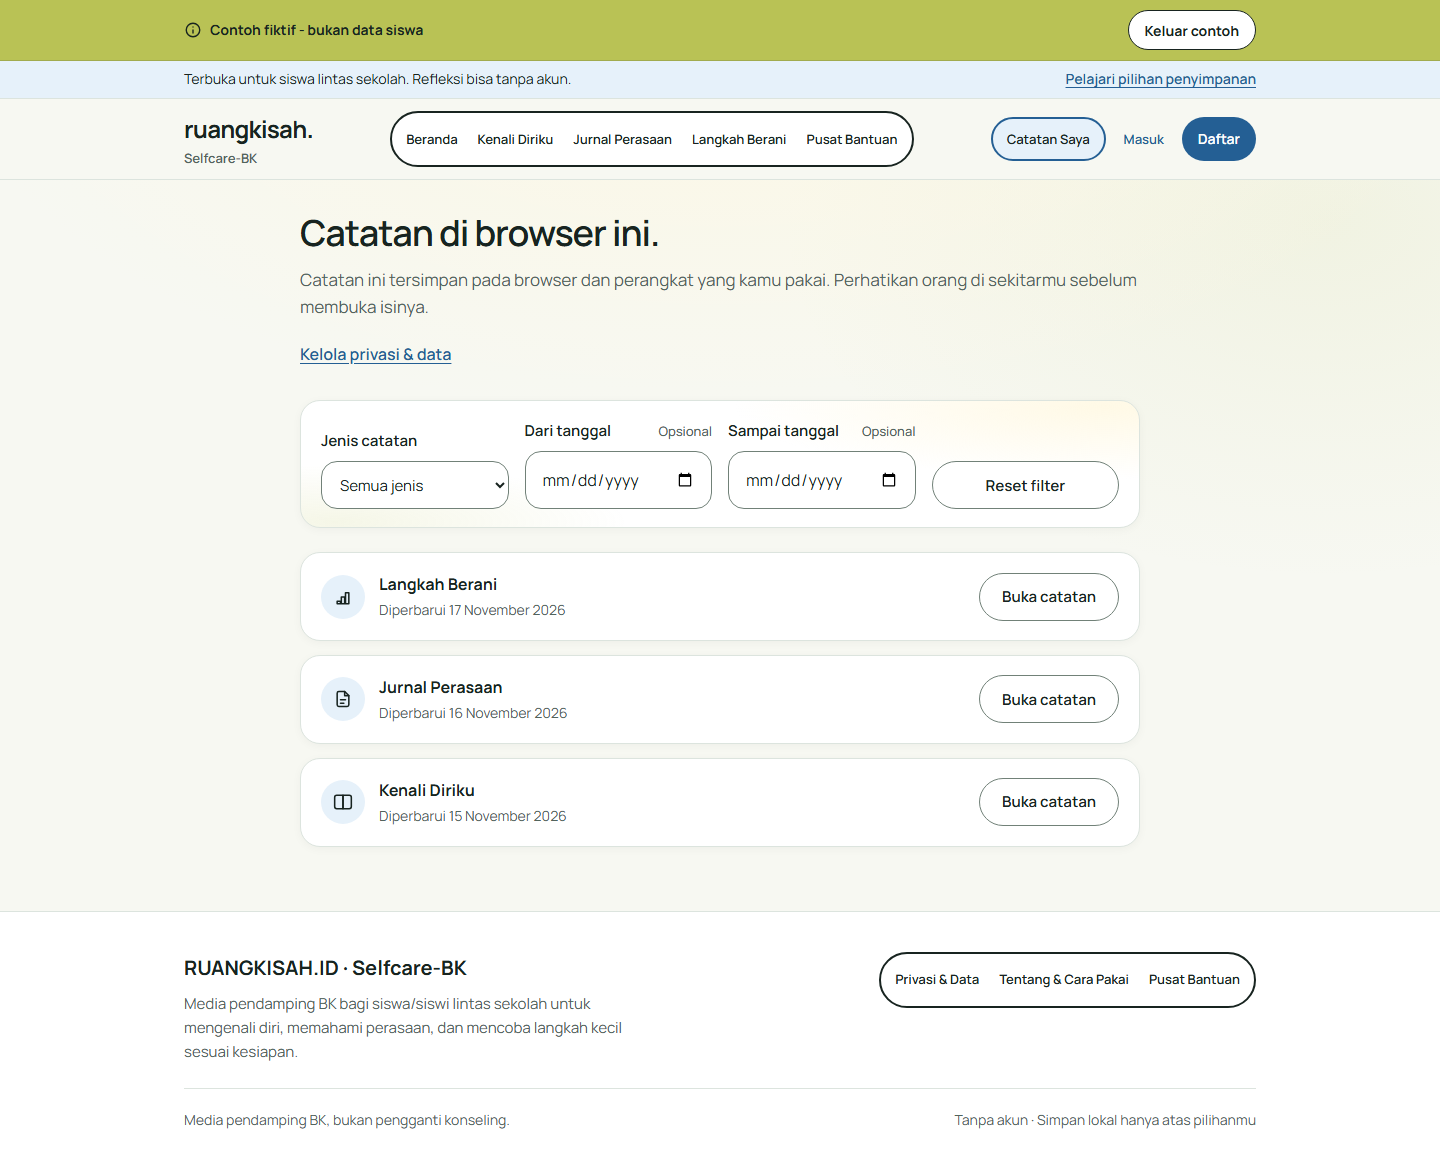 Contoh fiktif - bukan data siswa
Keluar contoh
Terbuka untuk siswa lintas sekolah. Refleksi bisa tanpa akun.
Pelajari pilihan penyimpanan
ruangkisah.
Selfcare-BK
Beranda
Kenali Diriku
Jurnal Perasaan
Langkah Berani
Pusat Bantuan
Catatan Saya
Masuk
Daftar
Catatan di browser ini.
Catatan ini tersimpan pada browser dan perangkat yang kamu pakai. Perhatikan orang di sekitarmu sebelum
membuka isinya.
Kelola privasi & data
Jenis catatan
Semua jenis
Dari tanggal
Opsional
mm/dd/yyyy
Sampai tanggal
Opsional
mm/dd/yyyy
Reset filter
Langkah Berani
Diperbarui 17 November 2026
Buka catatan
Jurnal Perasaan
Diperbarui 16 November 2026
Buka catatan
Kenali Diriku
Diperbarui 15 November 2026
Buka catatan
RUANGKISAH.ID · Selfcare-BK
Media pendamping BK bagi siswa/siswi lintas sekolah untuk
mengenali diri, memahami perasaan, dan mencoba langkah kecil
sesuai kesiapan.
Privasi & Data
Tentang & Cara Pakai
Pusat Bantuan
Media pendamping BK, bukan pengganti konseling.
Tanpa akun · Simpan lokal hanya atas pilihanmu